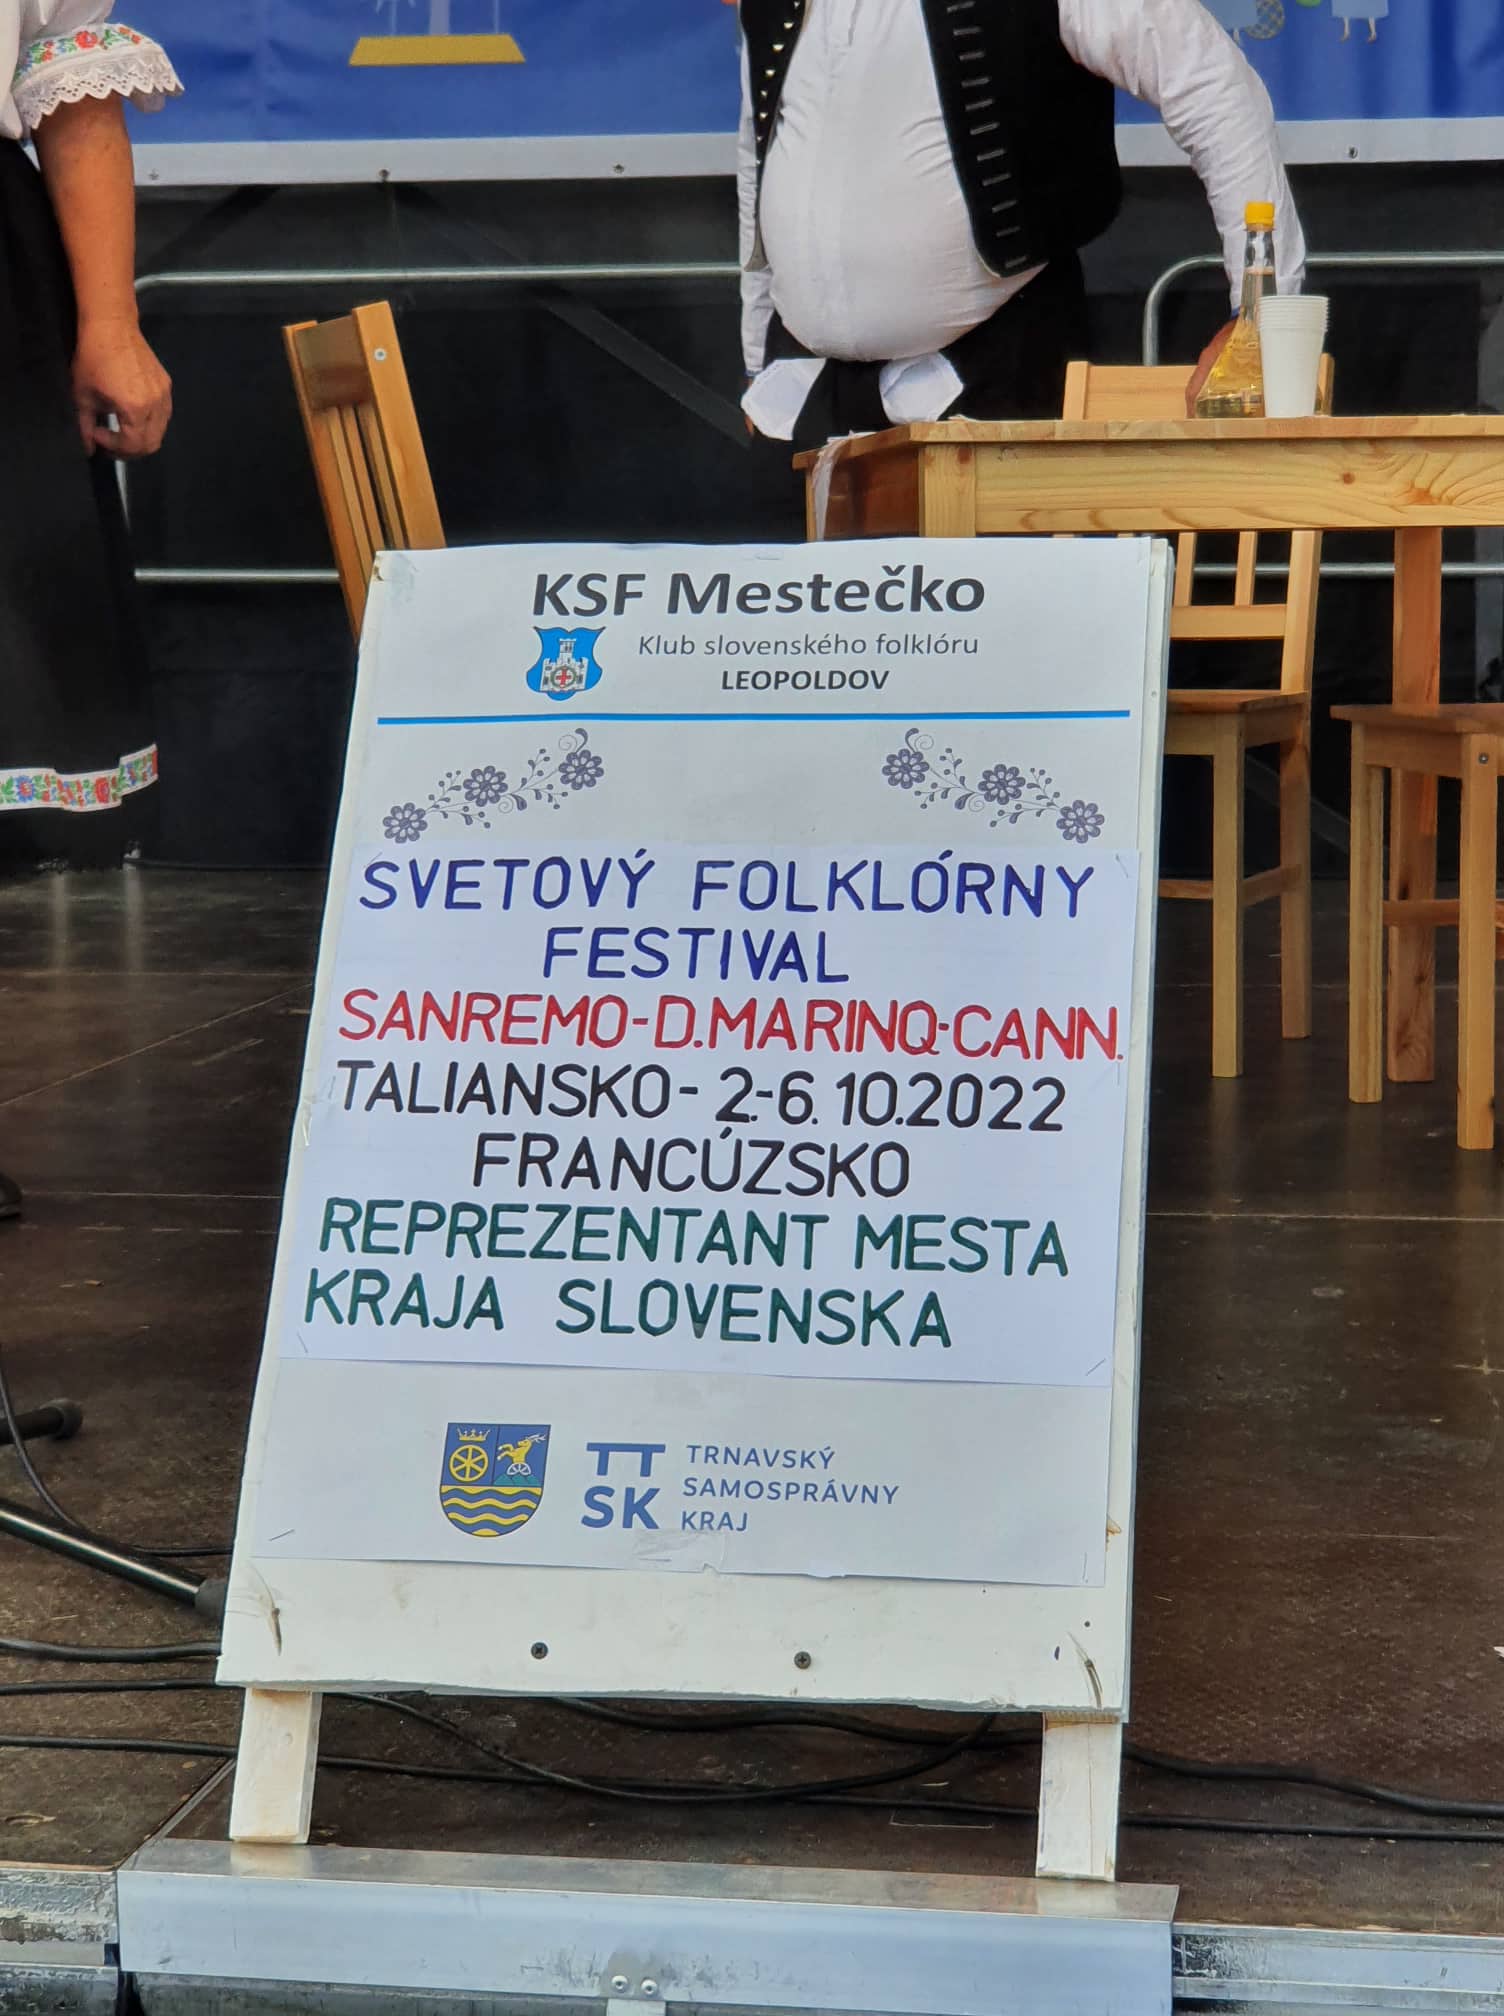 KSF Mestečko
Klub slovenského folklóru
LEOPOLDOV
SVETOVÝ FOLKLÓRNY
FESTIVAL
SANREMO-D.MARINO-CANN.
TALIANSKO - 2.-6. 10.2022
FRANCÚZSKO
REPREZENTANT MESTA
KRAJA SLOVENSKA
TT
SK
TRNAVSKÝ
SAMOSPRÁVNY
KRAJ